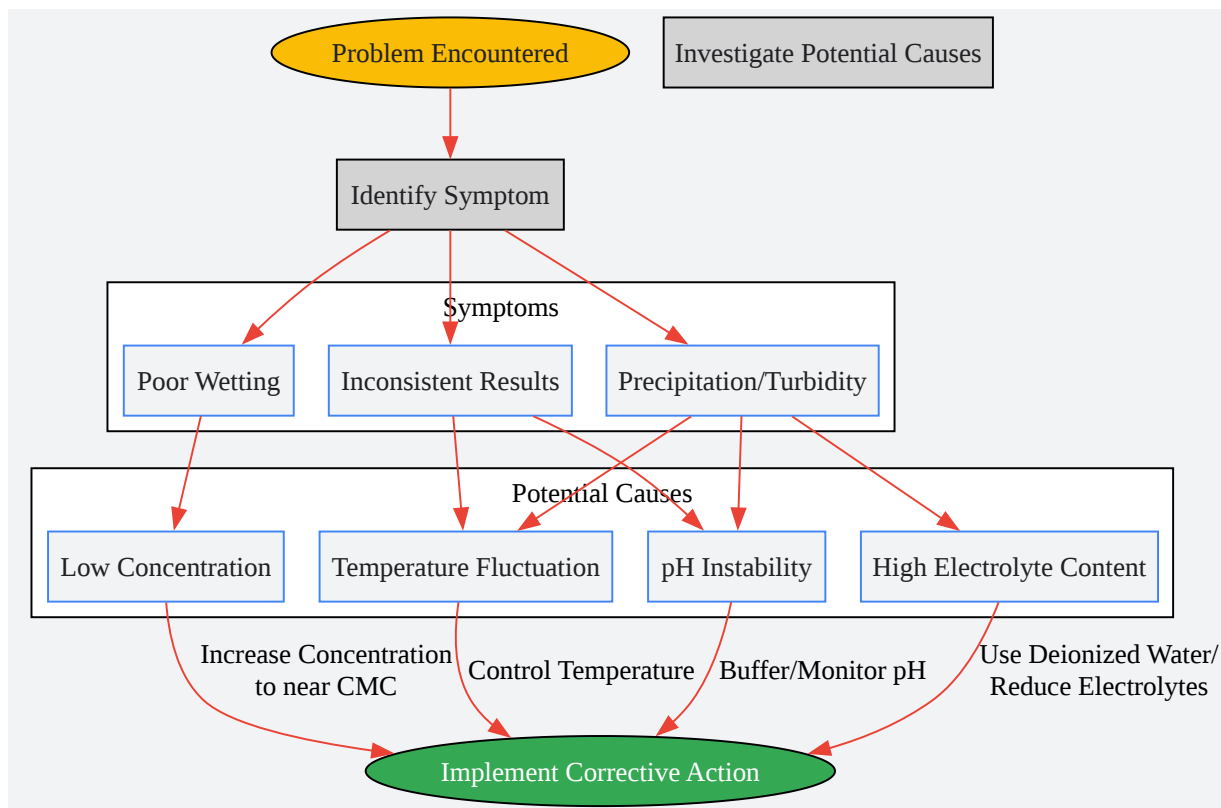 Problem Encountered
Investigate Potential Causes
Identify Symptom
Symptoms
Poor Wetting
Inconsistent Results
Precipitation/Turbidity
Potential Causes
Low Concentration
Temperature Fluctuation
pH Instability
High Electrolyte Content
Increase Concentration
to near CMC
Control Temperature
Buffer/Monitor pH
Use Deionized Water/
Reduce Electrolytes
Implement Corrective Action